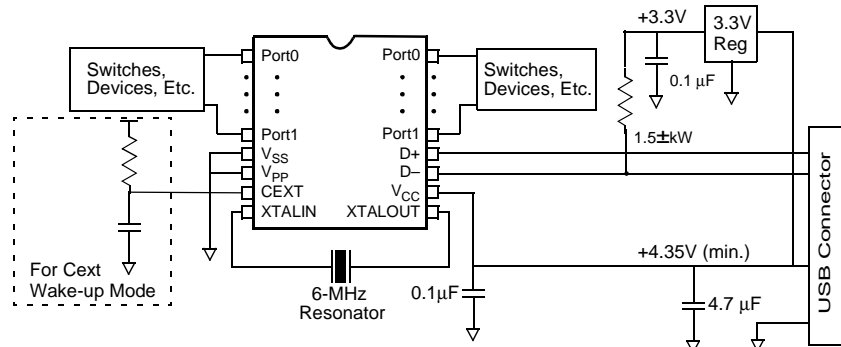 +3.3V
3.3V
Reg
Port0
Port0
Switches,
Devices, Etc.
Switches,
Devices, Etc.
0.1 μF
Port1
Port1
1.5±kW
VSS
D+
VPP
D–
CEXT
VCC
XTALIN
XTALOUT
For Cext
Wake-up Mode
6-MHz
Resonator
0.1μF
+4.35V (min.)
4.7 μF
USB Connector